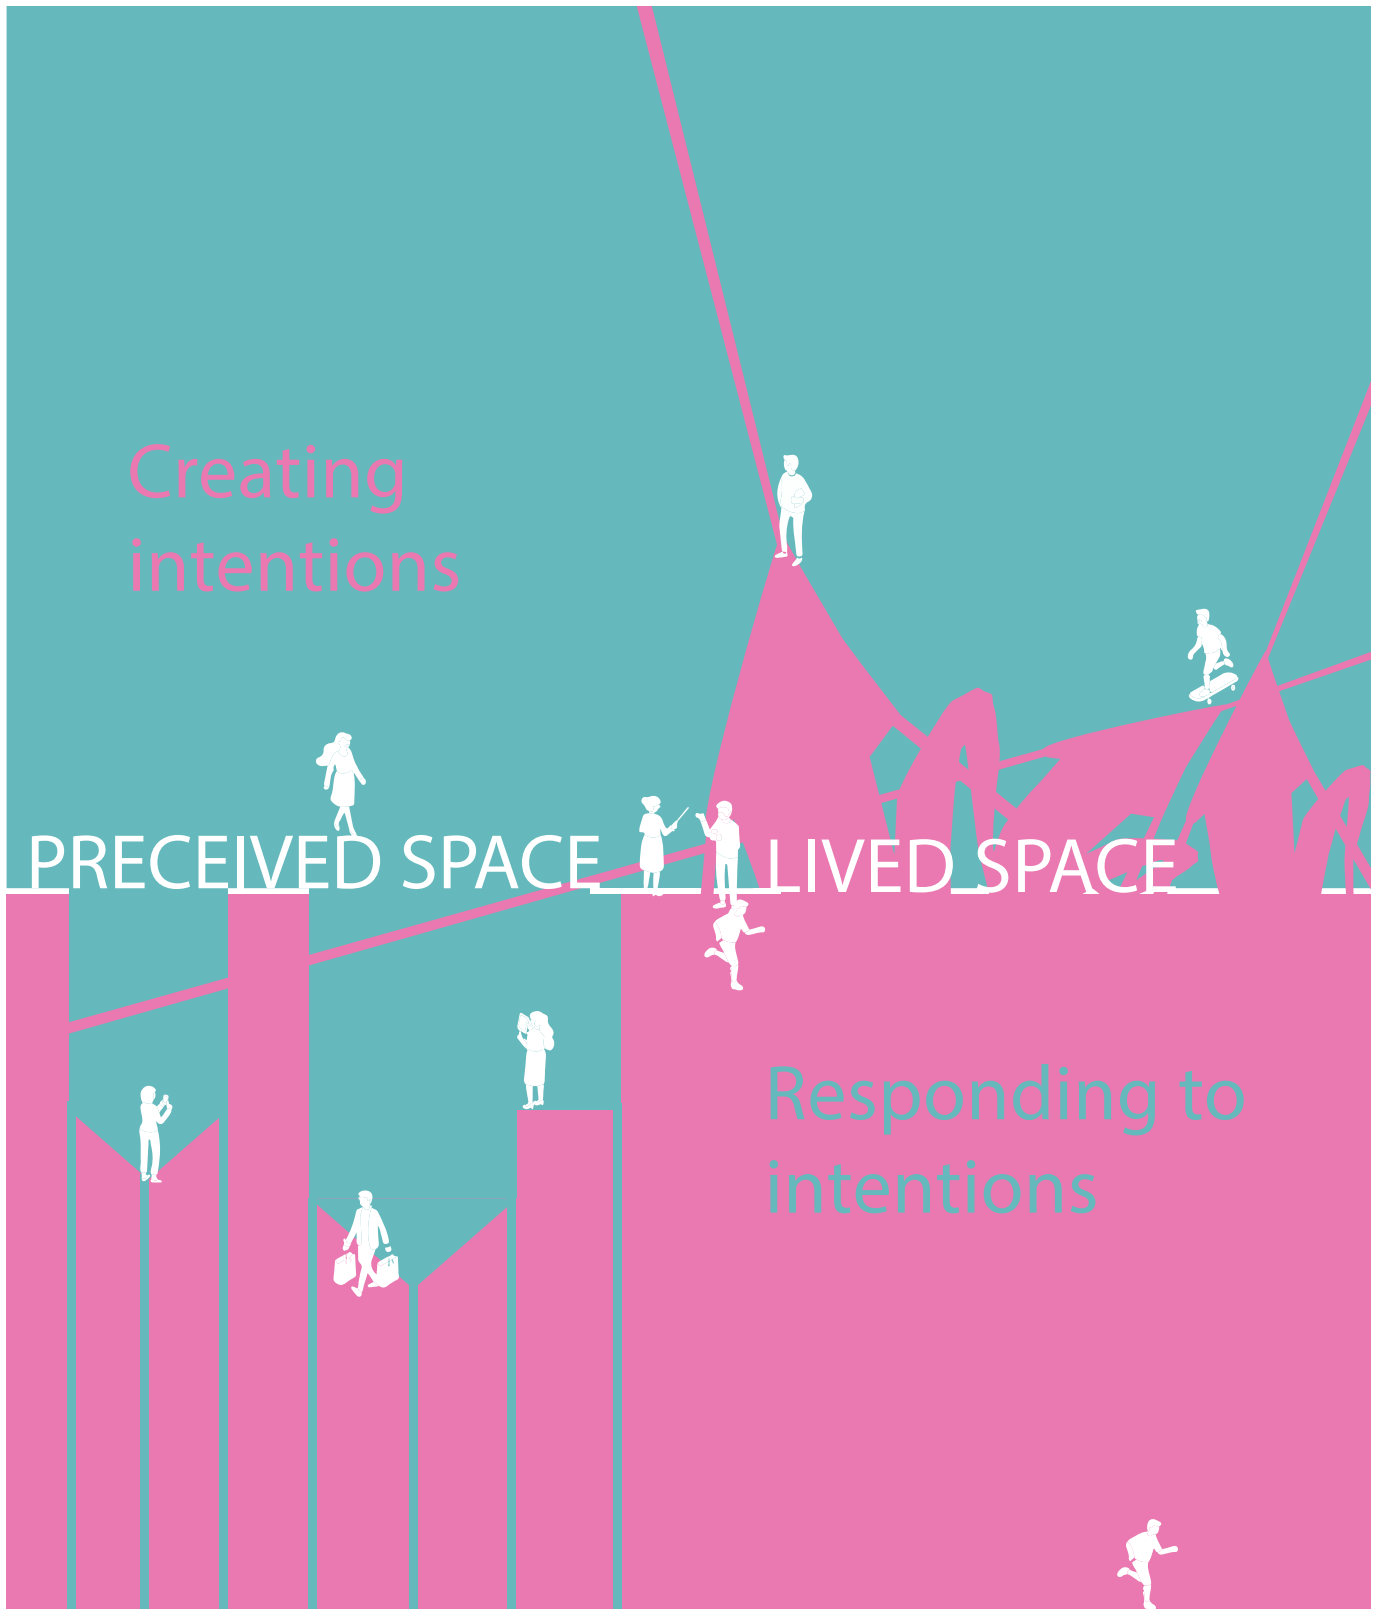 Creating
intentions
PRECEIVED SPACE
LIVED SPACE
Responding to
intentions